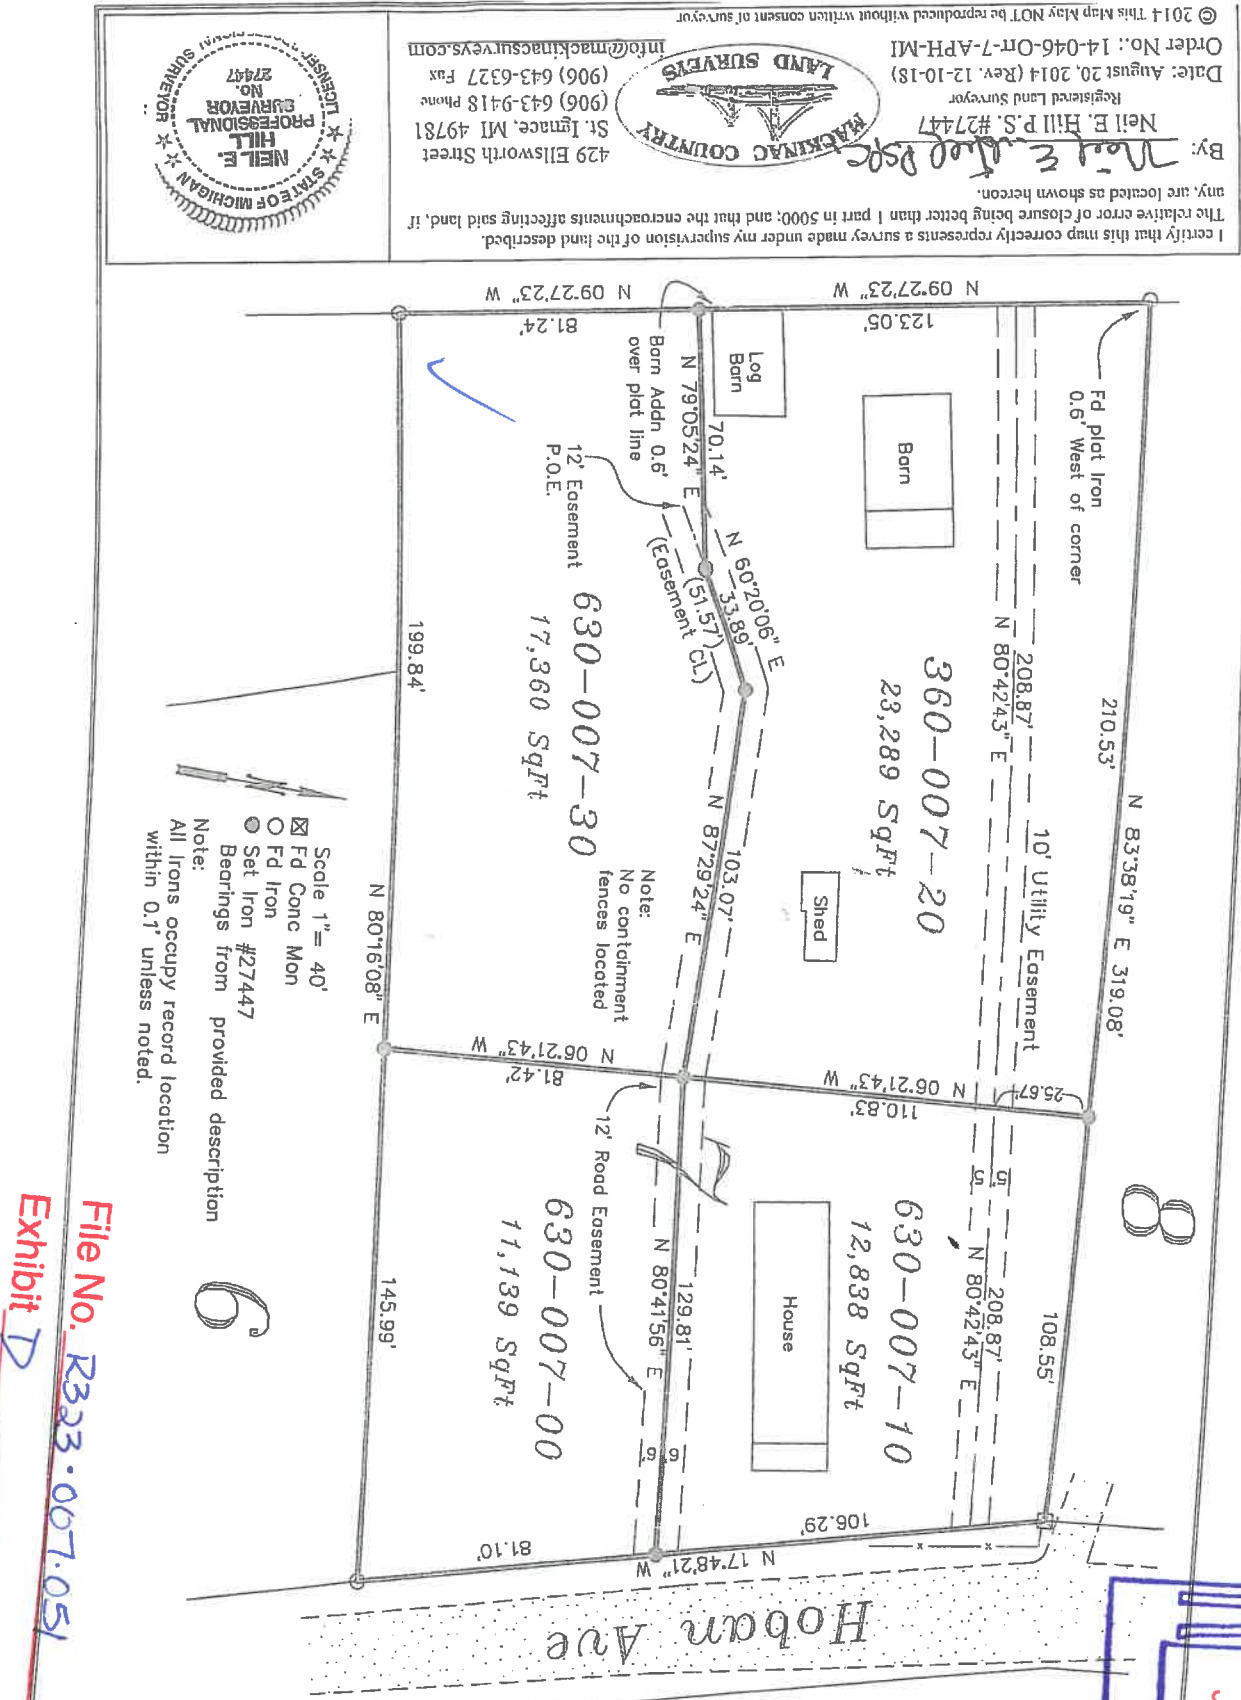 © 2014 This Map May NOT be reproduced without written consent of surveyor
Order No.: 14-046-Orr-7-APH-MI
Date: August 20, 2014 (Rev. 12-10-18)
Registered Land Surveyor
Neil E. Hill P.S. #27447
By:
I certify that this map correctly represents a survey made under my supervision of the land described.
The relative error of closure being better than 1 part in 5000; and that the encroachments affecting said land, if
any, are located as shown hereon.
MACKINAC COUNTRY
LAND SURVEYS
429 Ellsworth Street
St. Ignace, MI 49781
(906) 643-9418 Phone
(906) 643-6327 Fax
info@mackinacsurveys.com
STATE OF MICHIGAN
NEIL E.
HILL
PROFESSIONAL
SURVEYOR
No.
27447
LICENSED SURVEYOR
N 09°27'23" W
123.05'
N 09°27'23" W
81.24'
Fd plat Iron
0.6' West of corner
210.53'
N 83°38'19" E 319.08'
108.55'
8
10' Utility Easement
208.87'
N 80°42'43" E
25.67'
5'
5'
208.87'
N 80°42'43" E
Log
Barn
Barn
360-007-20
23,289 SqFt
Shed
N 06°21'43" W
110.83'
630-007-10
12,838 SqFt
House
106.29'
N 17°48'21" W
81.10'
Barn Addn 0.6'
over plat line
70.14'
N 79°05'24" E
N 60°20'06" E
33.89'
(51.57')
(Easement CL)
12' Easement
P.O.E.
103.07'
N 87°29'24" E
630-007-30
17,360 SqFt
Note:
No containment
fences located
N 06°21'43" W
81.42'
12' Road Easement
129.81'
N 80°41'56" E
6'
6'
630-007-00
11,139 SqFt
199.84'
N 80°16'08" E
145.99'
6
Hoban Ave
Scale 1"= 40'
Fd Conc Mon
Fd Iron
Set Iron #27447
Bearings from provided description
Note:
All Irons occupy record location
within 0.1' unless noted.
File No. R323.007.051
Exhibit D